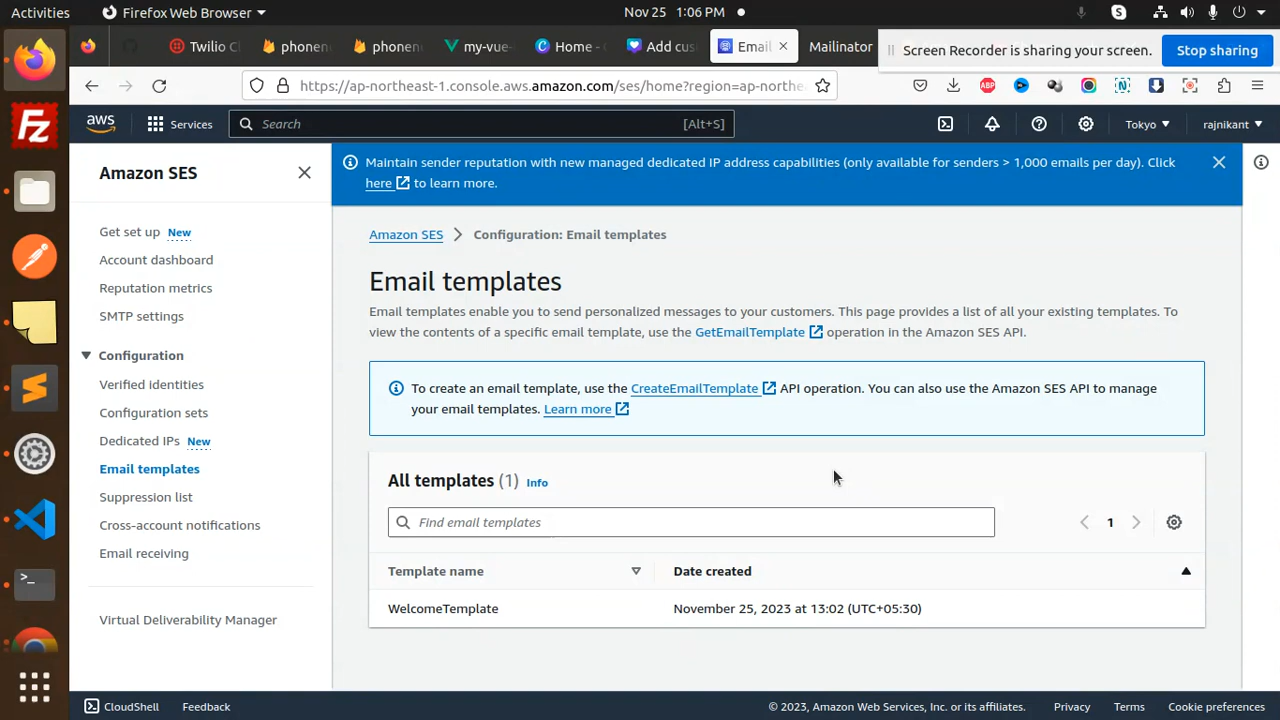 Activities
Firefox Web Browser
Nov 25 1:06 PM
Twilio C
phonen
phonen
my-vue-
Home -
Add cus
Email
Mailinator
Screen Recorder is sharing your screen.
Stop sharing
https://ap-northeast-1.console.aws.amazon.com/ses/home?region=ap-northe
aws
Services
Search
[Alt+S]
Tokyo
rajnikant
Amazon SES
Get set up New
Account dashboard
Reputation metrics
SMTP settings
Configuration
Verified identities
Configuration sets
Dedicated IPs New
Email templates
Suppression list
Cross-account notifications
Email receiving
Virtual Deliverability Manager
Maintain sender reputation with new managed dedicated IP address capabilities (only available for senders > 1,000 emails per day). Click
here to learn more.
Amazon SES
Configuration: Email templates
Email templates
Email templates enable you to send personalized messages to your customers. This page provides a list of all your existing templates. To
view the contents of a specific email template, use the GetEmailTemplate operation in the Amazon SES API.
To create an email template, use the CreateEmailTemplate API operation. You can also use the Amazon SES API to manage
your email templates. Learn more
All templates (1) Info
Find email templates
1
Template name
Date created
WelcomeTemplate
November 25, 2023 at 13:02 (UTC+05:30)
CloudShell
Feedback
© 2023, Amazon Web Services, Inc. or its affiliates.
Privacy
Terms
Cookie preferences